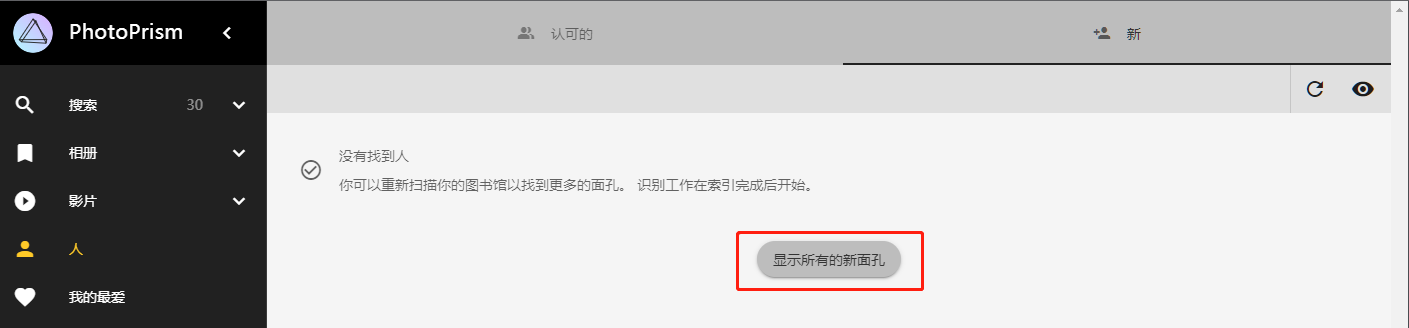 PhotoPrism
认可的
新
搜索 30
相册
影片
人
我的最爱
没有找到人
你可以重新扫描你的图书馆以找到更多的面孔。 识别工作在索引完成后开始。
显示所有的新面孔